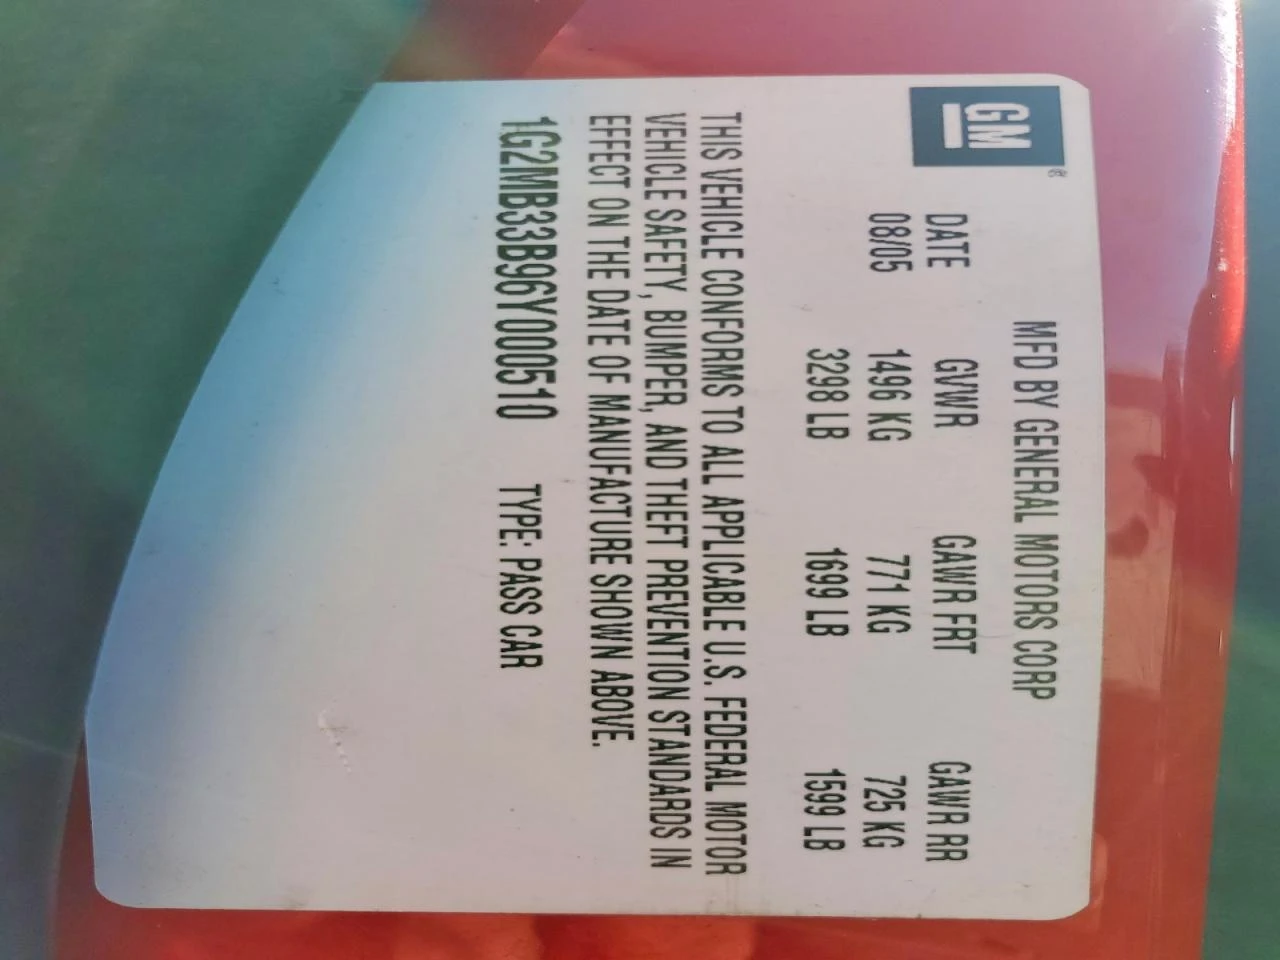 GM®
MFD BY GENERAL MOTORS CORP
DATE GVWR GAWR FRT GAWR RR
08/05 1496 KG 771 KG 725 KG
3298 LB 1699 LB 1599 LB
THIS VEHICLE CONFORMS TO ALL APPLICABLE U.S. FEDERAL MOTOR
VEHICLE SAFETY, BUMPER, AND THEFT PREVENTION STANDARDS IN
EFFECT ON THE DATE OF MANUFACTURE SHOWN ABOVE.
1G2MB33B96Y000510 TYPE: PASS CAR